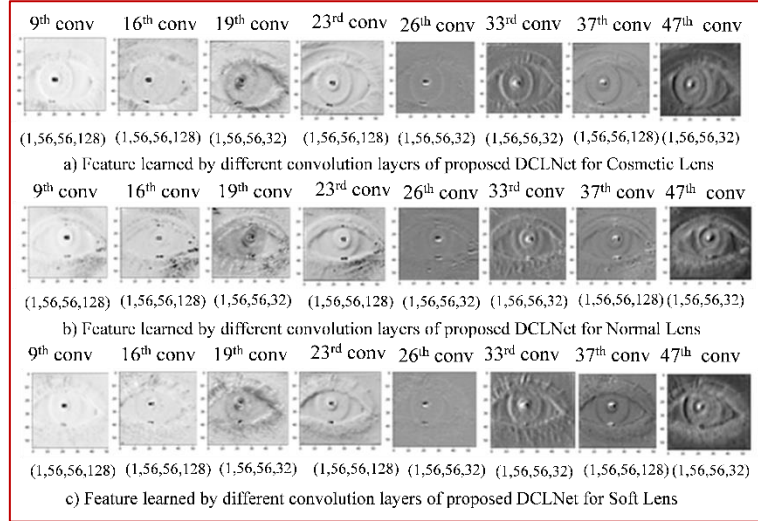 9th conv 16th conv 19th conv 23rd conv 26th conv 33rd conv 37th conv 47th conv
(1,56,56,128) (1,56,56,128) (1,56,56,32) (1,56,56,128) (1,56,56,32) (1,56,56,32) (1,56,56,128) (1,56,56,32)
a) Feature learned by different convolution layers of proposed DCLNet for Cosmetic Lens
9th conv 16th conv 19th conv 23rd conv 26th conv 33rd conv 37th conv 47th conv
(1,56,56,128) (1,56,56,128) (1,56,56,32) (1,56,56,128) (1,56,56,32) (1,56,56,32) (1,56,56,128) (1,56,56,32)
b) Feature learned by different convolution layers of proposed DCLNet for Normal Lens
9th conv 16th conv 19th conv 23rd conv 26th conv 33rd conv 37th conv 47th conv
(1,56,56,128) (1,56,56,128) (1,56,56,32) (1,56,56,128) (1,56,56,32) (1,56,56,32) (1,56,56,128) (1,56,56,32)
c) Feature learned by different convolution layers of proposed DCLNet for Soft Lens